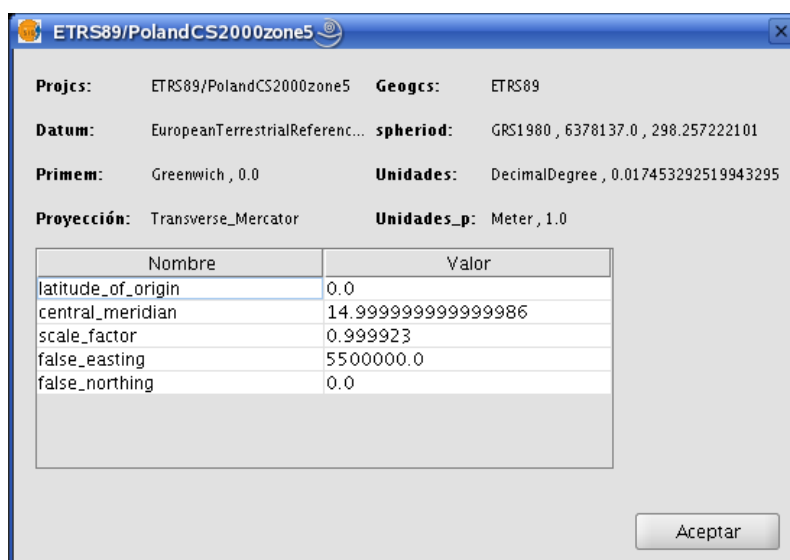 ETRS89/PolandCS2000zone5
Projcs: ETRS89/PolandCS2000zone5 Geogcs: ETRS89
Datum: EuropeanTerrestrialReferenc... spheriod: GRS1980 , 6378137.0 , 298.257222101
Primem: Greenwich , 0.0 Unidades: DecimalDegree , 0.017453292519943295
Proyección: Transverse_Mercator Unidades_p: Meter , 1.0
Nombre Valor
latitude_of_origin 0.0
central_meridian 14.999999999999986
scale_factor 0.999923
false_easting 5500000.0
false_northing 0.0
Aceptar